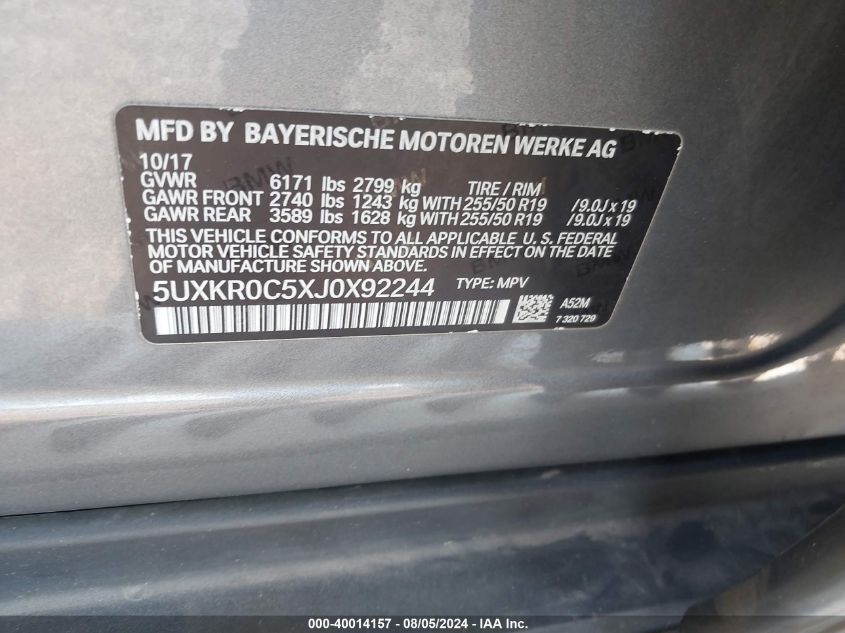 MFD BY BAYERISCHE MOTOREN WERKE AG
10/17
GVWR 6171 lbs 2799 kg TIRE / RIM
GAWR FRONT 2740 lbs 1243 kg WITH 255/50 R19 /9.0J x 19
GAWR REAR 3589 lbs 1628 kg WITH 255/50 R19 /9.0J x 19
THIS VEHICLE CONFORMS TO ALL APPLICABLE U.S. FEDERAL
MOTOR VEHICLE SAFETY STANDARDS IN EFFECT ON THE DATE
OF MANUFACTURE SHOWN ABOVE.
5UXKR0C5XJ0X92244 TYPE: MPV
A52M
7 320 729
000-40014157 - 08/05/2024 - IAAI.com